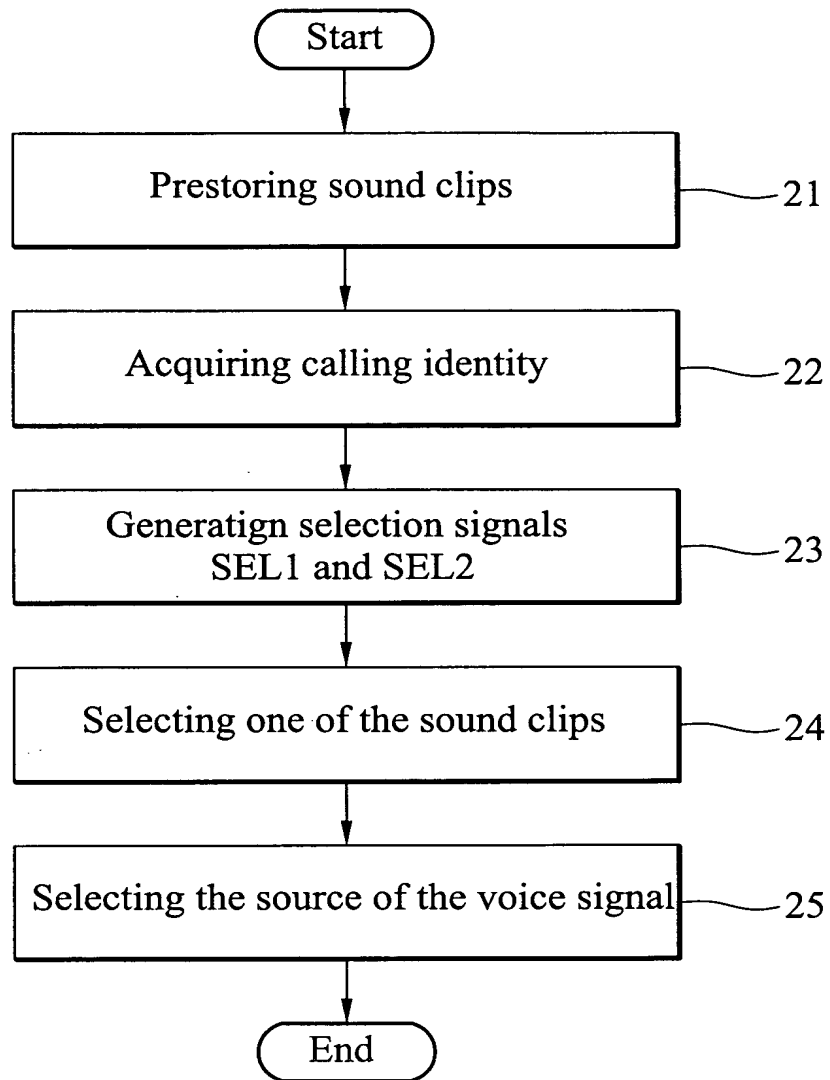 Start
Prestoring sound clips
21
Acquiring calling identity
22
Generatign selection signals
SEL1 and SEL2
23
Selecting one of the sound clips
24
Selecting the source of the voice signal
25
End